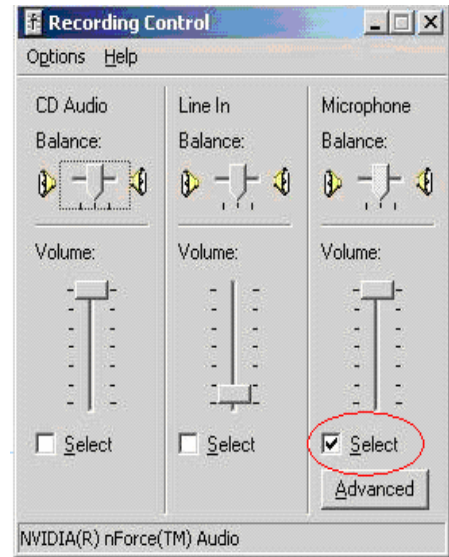 Recording Control
Options Help
CD Audio Line In Microphone
Balance: Balance: Balance:
Volume: Volume: Volume:
Select Select Select
Advanced
NVIDIA(R) nForce(TM) Audio